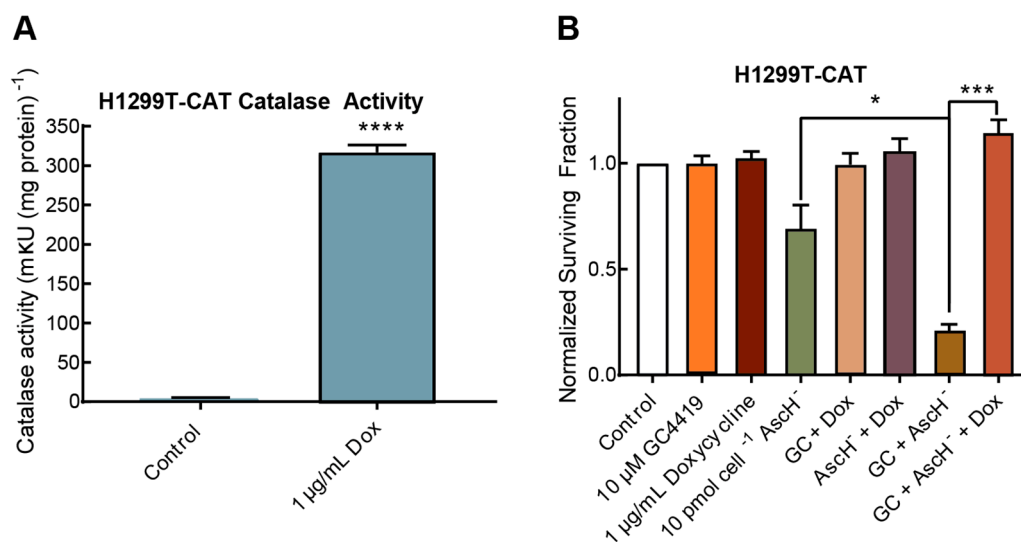 A
H1299T-CAT Catalase Activity
Catalase activity (mKU (mg protein)⁻¹
350
300
250
200
150
100
50
0
****
Control
1 µg/mL Dox
B
H1299T-CAT
Normalized Surviving Fraction
1.0
0.5
0.0
*
***
Control
10 µM GC4419
1 µg/mL Doxycycline
10 pmol cell ⁻¹ AscH⁻
GC + Dox
AscH⁻ + Dox
GC + AscH⁻
GC + AscH⁻ + Dox